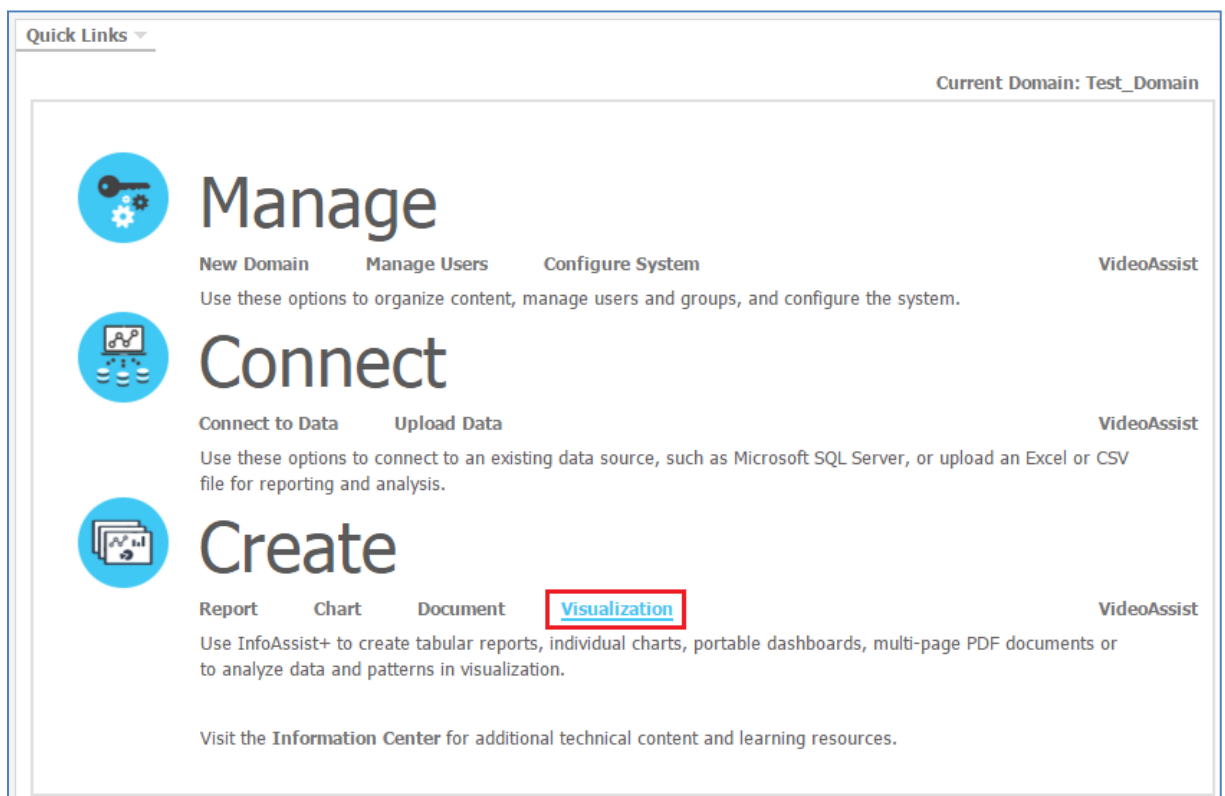 Quick Links
Current Domain: Test_Domain
Manage
New Domain Manage Users Configure System VideoAssist
Use these options to organize content, manage users and groups, and configure the system.
Connect
Connect to Data Upload Data VideoAssist
Use these options to connect to an existing data source, such as Microsoft SQL Server, or upload an Excel or CSV
file for reporting and analysis.
Create
Report Chart Document Visualization VideoAssist
Use InfoAssist+ to create tabular reports, individual charts, portable dashboards, multi-page PDF documents or
to analyze data and patterns in visualization.
Visit the Information Center for additional technical content and learning resources.